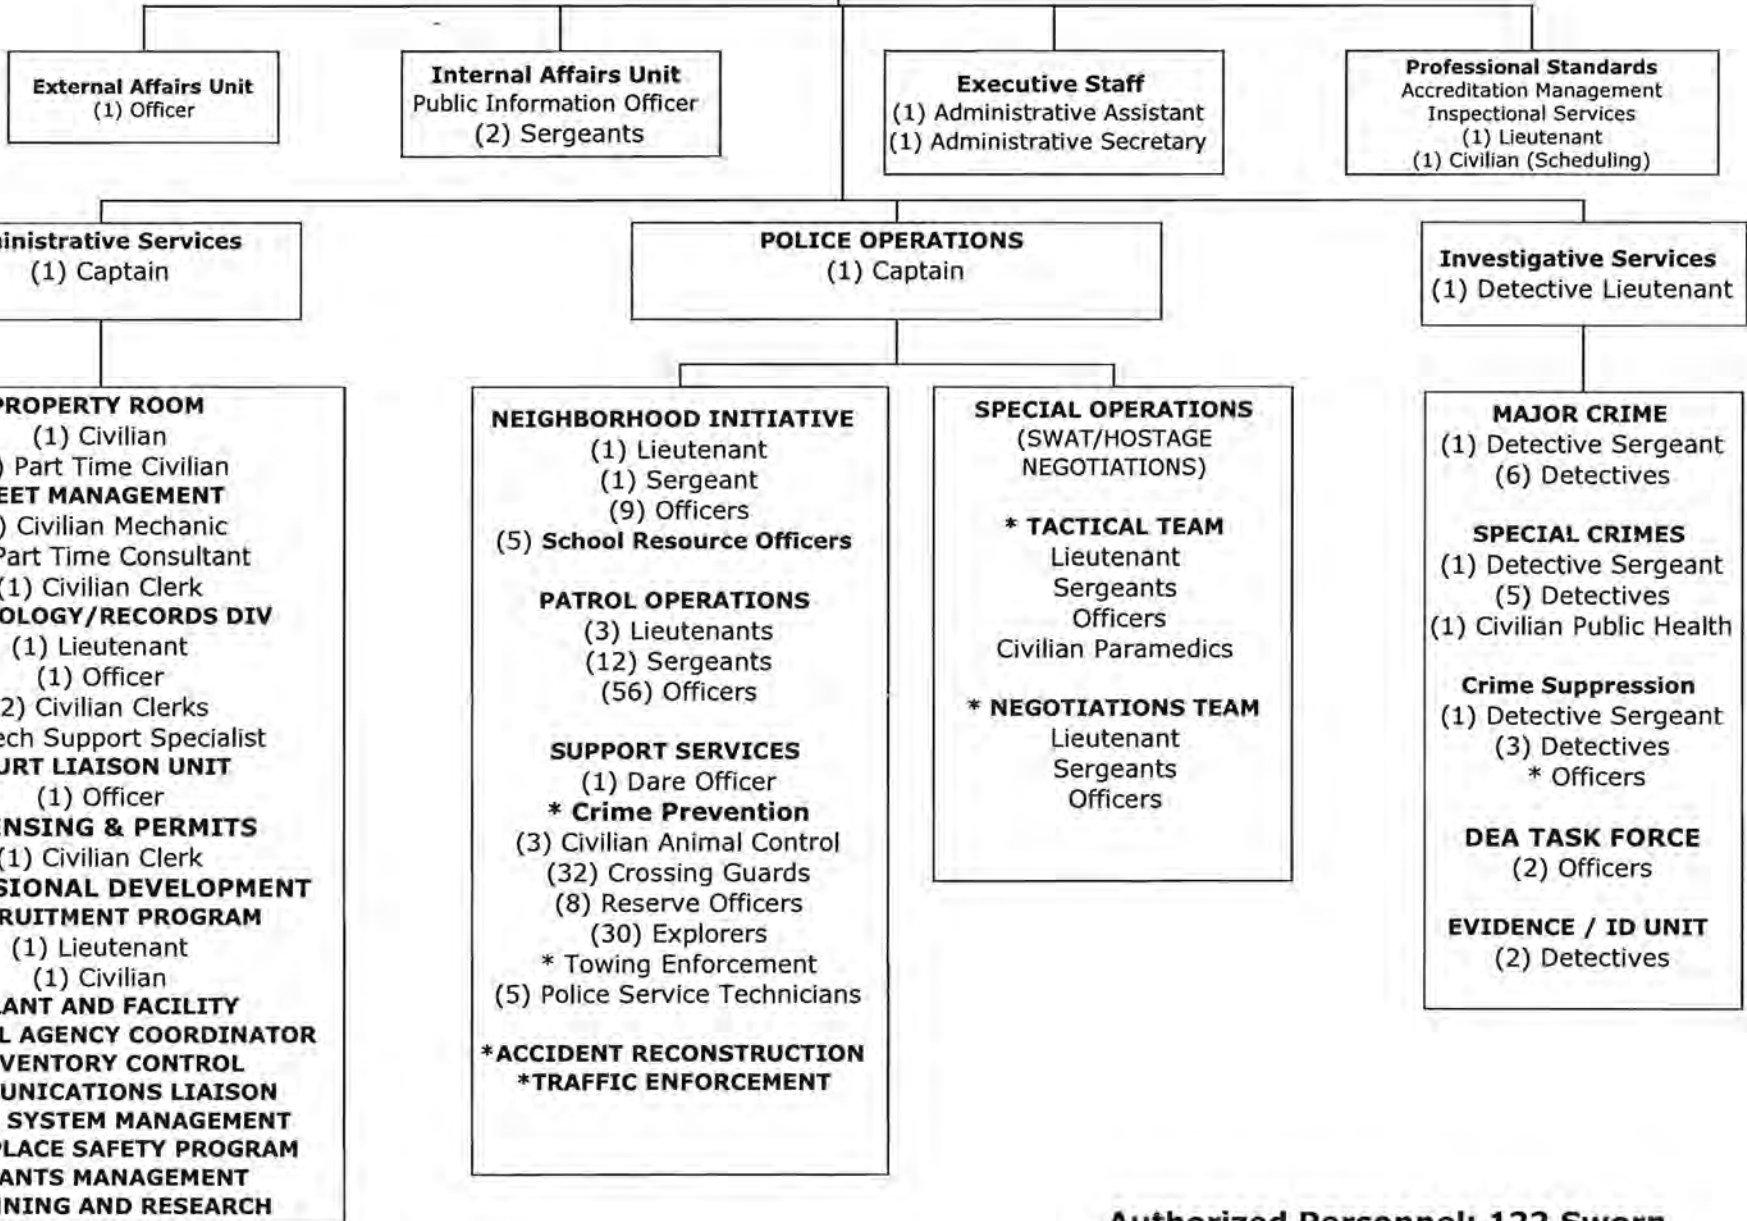 External Affairs Unit
(1) Officer
Internal Affairs Unit
Public Information Officer
(2) Sergeants
Executive Staff
(1) Administrative Assistant
(1) Administrative Secretary
Professional Standards
Accreditation Management
Inspectional Services
(1) Lieutenant
(1) Civilian (Scheduling)
inistrative Services
(1) Captain
POLICE OPERATIONS
(1) Captain
Investigative Services
(1) Detective Lieutenant
PROPERTY ROOM
(1) Civilian
) Part Time Civilian
EET MANAGEMENT
) Civilian Mechanic
Part Time Consultant
(1) Civilian Clerk
OLOGY/RECORDS DIV
(1) Lieutenant
(1) Officer
2) Civilian Clerks
ech Support Specialist
URT LIAISON UNIT
(1) Officer
ENSING & PERMITS
(1) Civilian Clerk
SIONAL DEVELOPMENT
RUITMENT PROGRAM
(1) Lieutenant
(1) Civilian
LANT AND FACILITY
L AGENCY COORDINATOR
VENTORY CONTROL
UNICATIONS LIAISON
SYSTEM MANAGEMENT
PLACE SAFETY PROGRAM
ANTS MANAGEMENT
NING AND RESEARCH
NEIGHBORHOOD INITIATIVE
(1) Lieutenant
(1) Sergeant
(9) Officers
(5) School Resource Officers
PATROL OPERATIONS
(3) Lieutenants
(12) Sergeants
(56) Officers
SUPPORT SERVICES
(1) Dare Officer
* Crime Prevention
(3) Civilian Animal Control
(32) Crossing Guards
(8) Reserve Officers
(30) Explorers
* Towing Enforcement
(5) Police Service Technicians
*ACCIDENT RECONSTRUCTION
*TRAFFIC ENFORCEMENT
SPECIAL OPERATIONS
(SWAT/HOSTAGE
NEGOTIATIONS)
* TACTICAL TEAM
Lieutenant
Sergeants
Officers
Civilian Paramedics
* NEGOTIATIONS TEAM
Lieutenant
Sergeants
Officers
MAJOR CRIME
(1) Detective Sergeant
(6) Detectives
SPECIAL CRIMES
(1) Detective Sergeant
(5) Detectives
(1) Civilian Public Health
Crime Suppression
(1) Detective Sergeant
(3) Detectives
* Officers
DEA TASK FORCE
(2) Officers
EVIDENCE / ID UNIT
(2) Detectives
Authorized Personnel: 122 Sworn